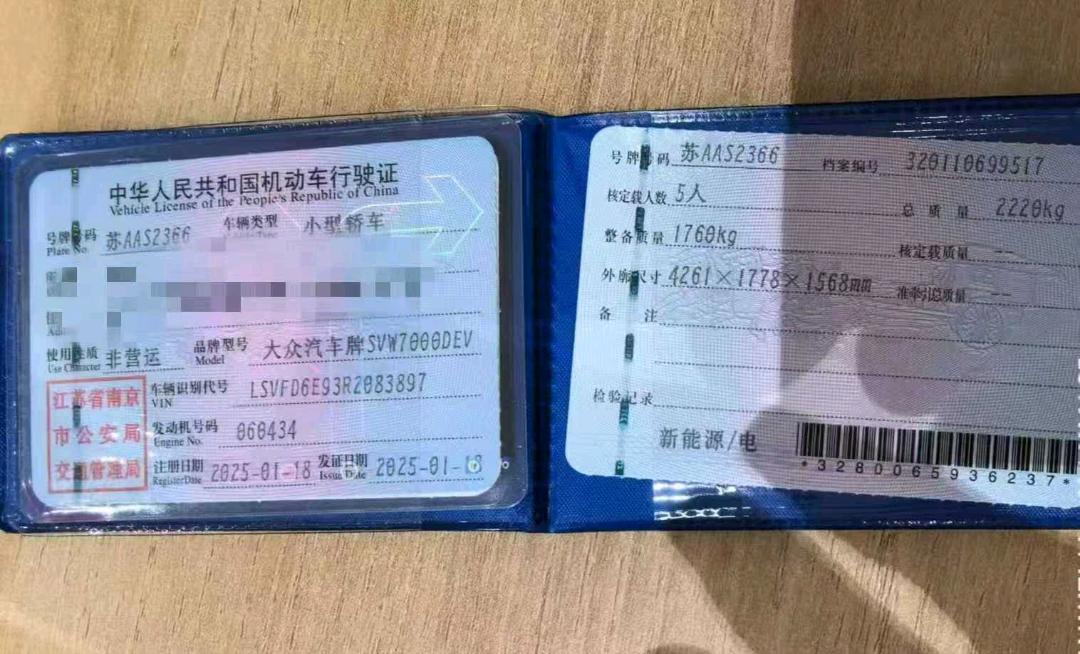 中华人民共和国机动车行驶证
Vehicle License of the People's Republic of China
号牌号码 苏AAS2366 车辆类型 小型轿车
Plate No. Vehicle Type
所
住
Add
使用性质 非营运 品牌型号 大众汽车牌SVW7000DEV
Use Character Model
江苏省南京
市公安局
交通管理局
车辆识别代号 LSVFD6E93R2083897
VIN
发动机号码 060434
Engine No.
注册日期 2025-01-18 发证日期 2025-01-18
Register Date Issue Date
号牌号码 苏AAS2366 档案编号 320110699517
核定载人数 5人 总质量 2220kg
整备质量 1760kg 核定载质量 --
外廓尺寸 4261×1778×1568mm 准牵引总质量 --
备注
检验记录
新能源/电
*3280065936237*